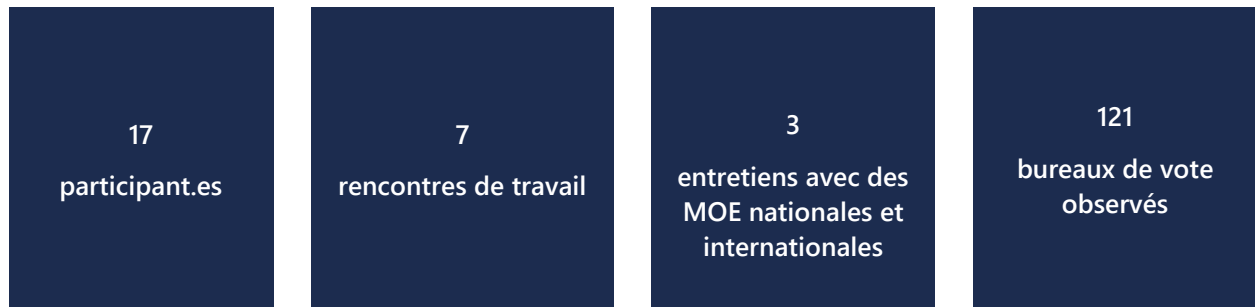 17
participant.es
7
rencontres de travail
3
entretiens avec des
MOE nationales et
internationales
121
bureaux de vote
observés